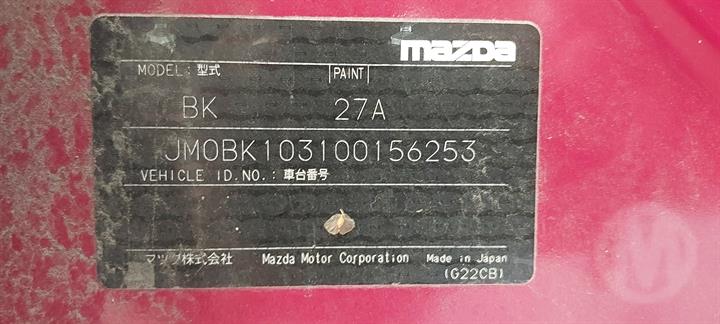 mazda
MODEL:型式 PAINT
BK 27A
JM0BK103100156253
VEHICLE ID.NO.:車台番号
マツダ株式会社 Mazda Motor Corporation Made in Japan
(G22CB)